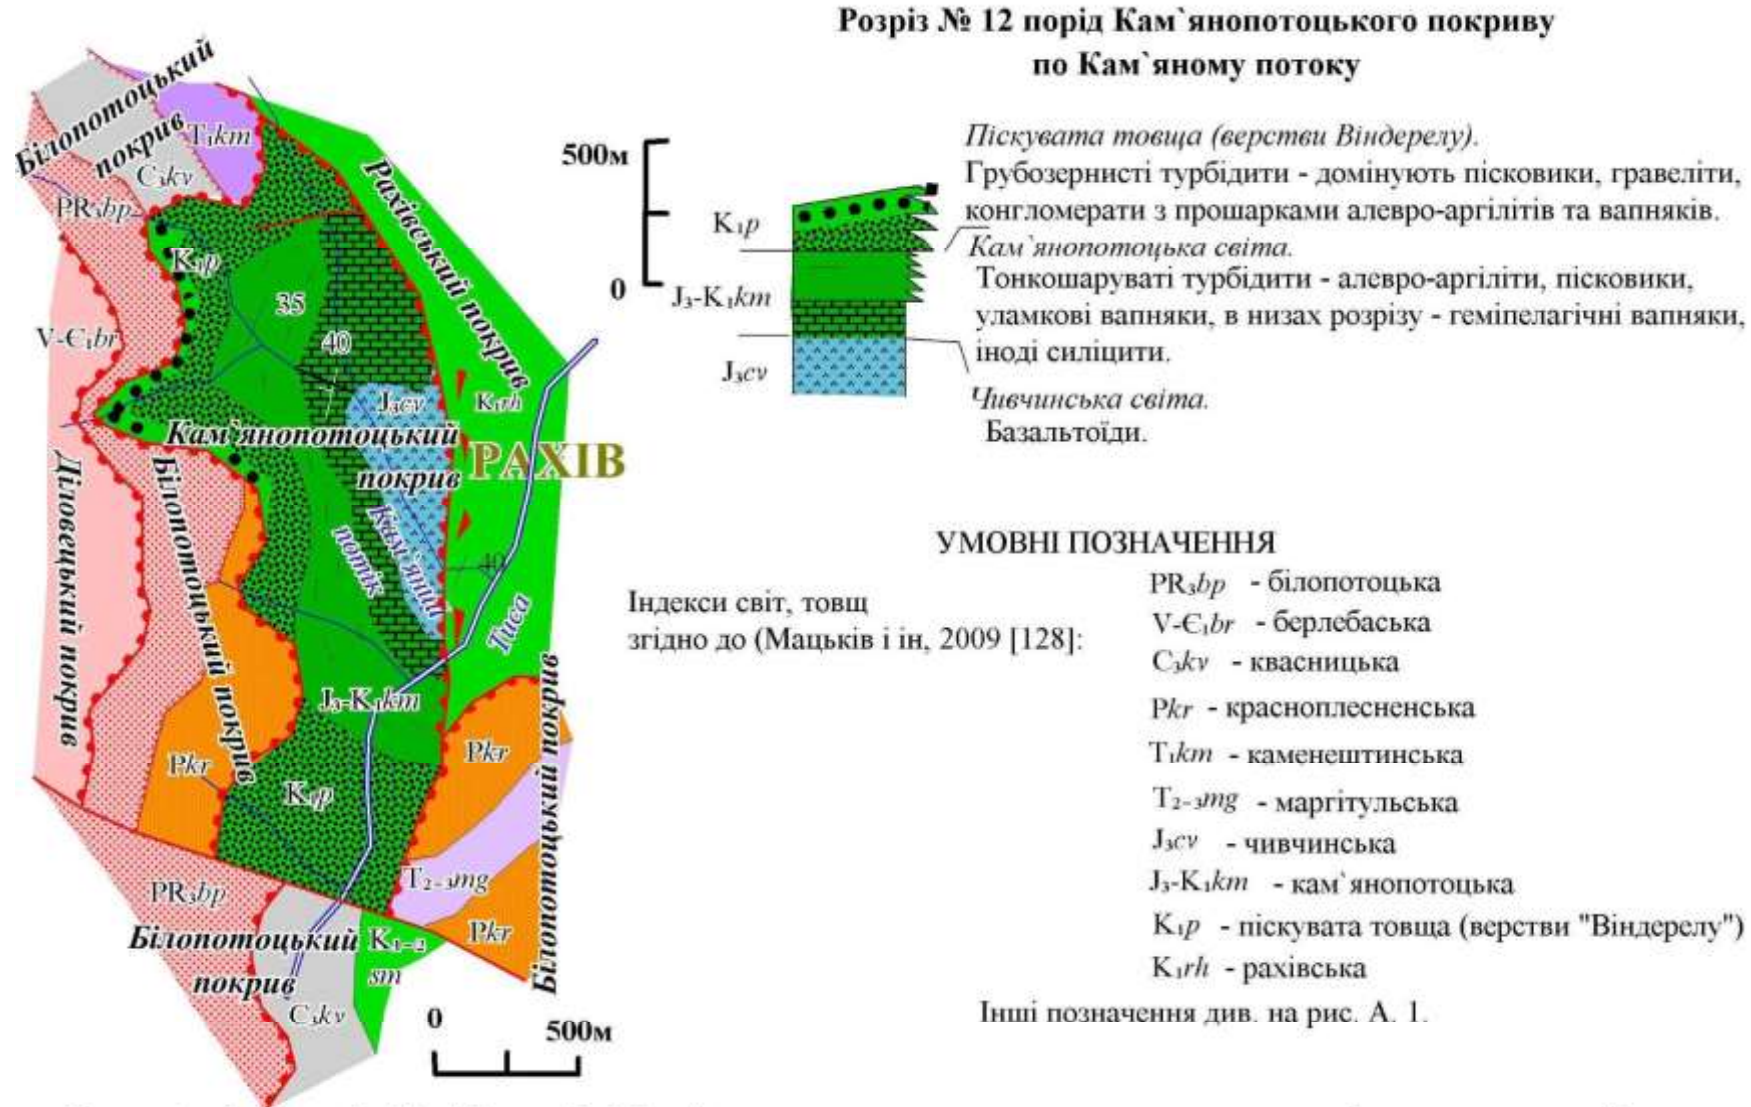 Розріз № 12 порід Кам`янопотоцького покриву
по Кам`яному потоку
Білопотоцький
покрив
T₁km
C₃kv
PR₃bp
K₁p
V-Є₁br
35
40
Рахівський покрив
J₃cv
K₁rh
Кам`янопотоцький
покрив
РАХІВ
Діловецький покрив
Білопотоцький покрив
Кам`яний
потік
40
Тиса
J₃-K₁km
Pkr
K₁p
Pkr
Білопотоцький покрив
T₂₋₃mg
PR₃bp
Pkr
Білопотоцький
покрив
K₁₋₂
sm
C₃kv
0
500м
500м
0
K₁p
J₃-K₁km
J₃cv
Піскувата товща (верстви Віндерелу).
Грубозернисті турбідити - домінують пісковики, гравеліти,
конгломерати з прошарками алевро-аргілітів та вапняків.
Кам`янопотоцька світа.
Тонкошаруваті турбідити - алевро-аргіліти, пісковики,
уламкові вапняки, в низах розрізу - геміпелагічні вапняки,
іноді силіцити.
Чивчинська світа.
Базальтоїди.
УМОВНІ ПОЗНАЧЕННЯ
Індекси світ, товщ
згідно до (Мацьків і ін, 2009 [128]:
PR₃bp - білопотоцька
V-Є₁br - берлебаська
C₃kv - квасницька
Pkr - красноплесненська
T₁km - каменештинська
T₂₋₃mg - маргітульська
J₃cv - чивчинська
J₃-K₁km - кам`янопотоцька
K₁p - піскувата товща (верстви "Віндерелу")
K₁rh - рахівська
Інші позначення див. на рис. А. 1.